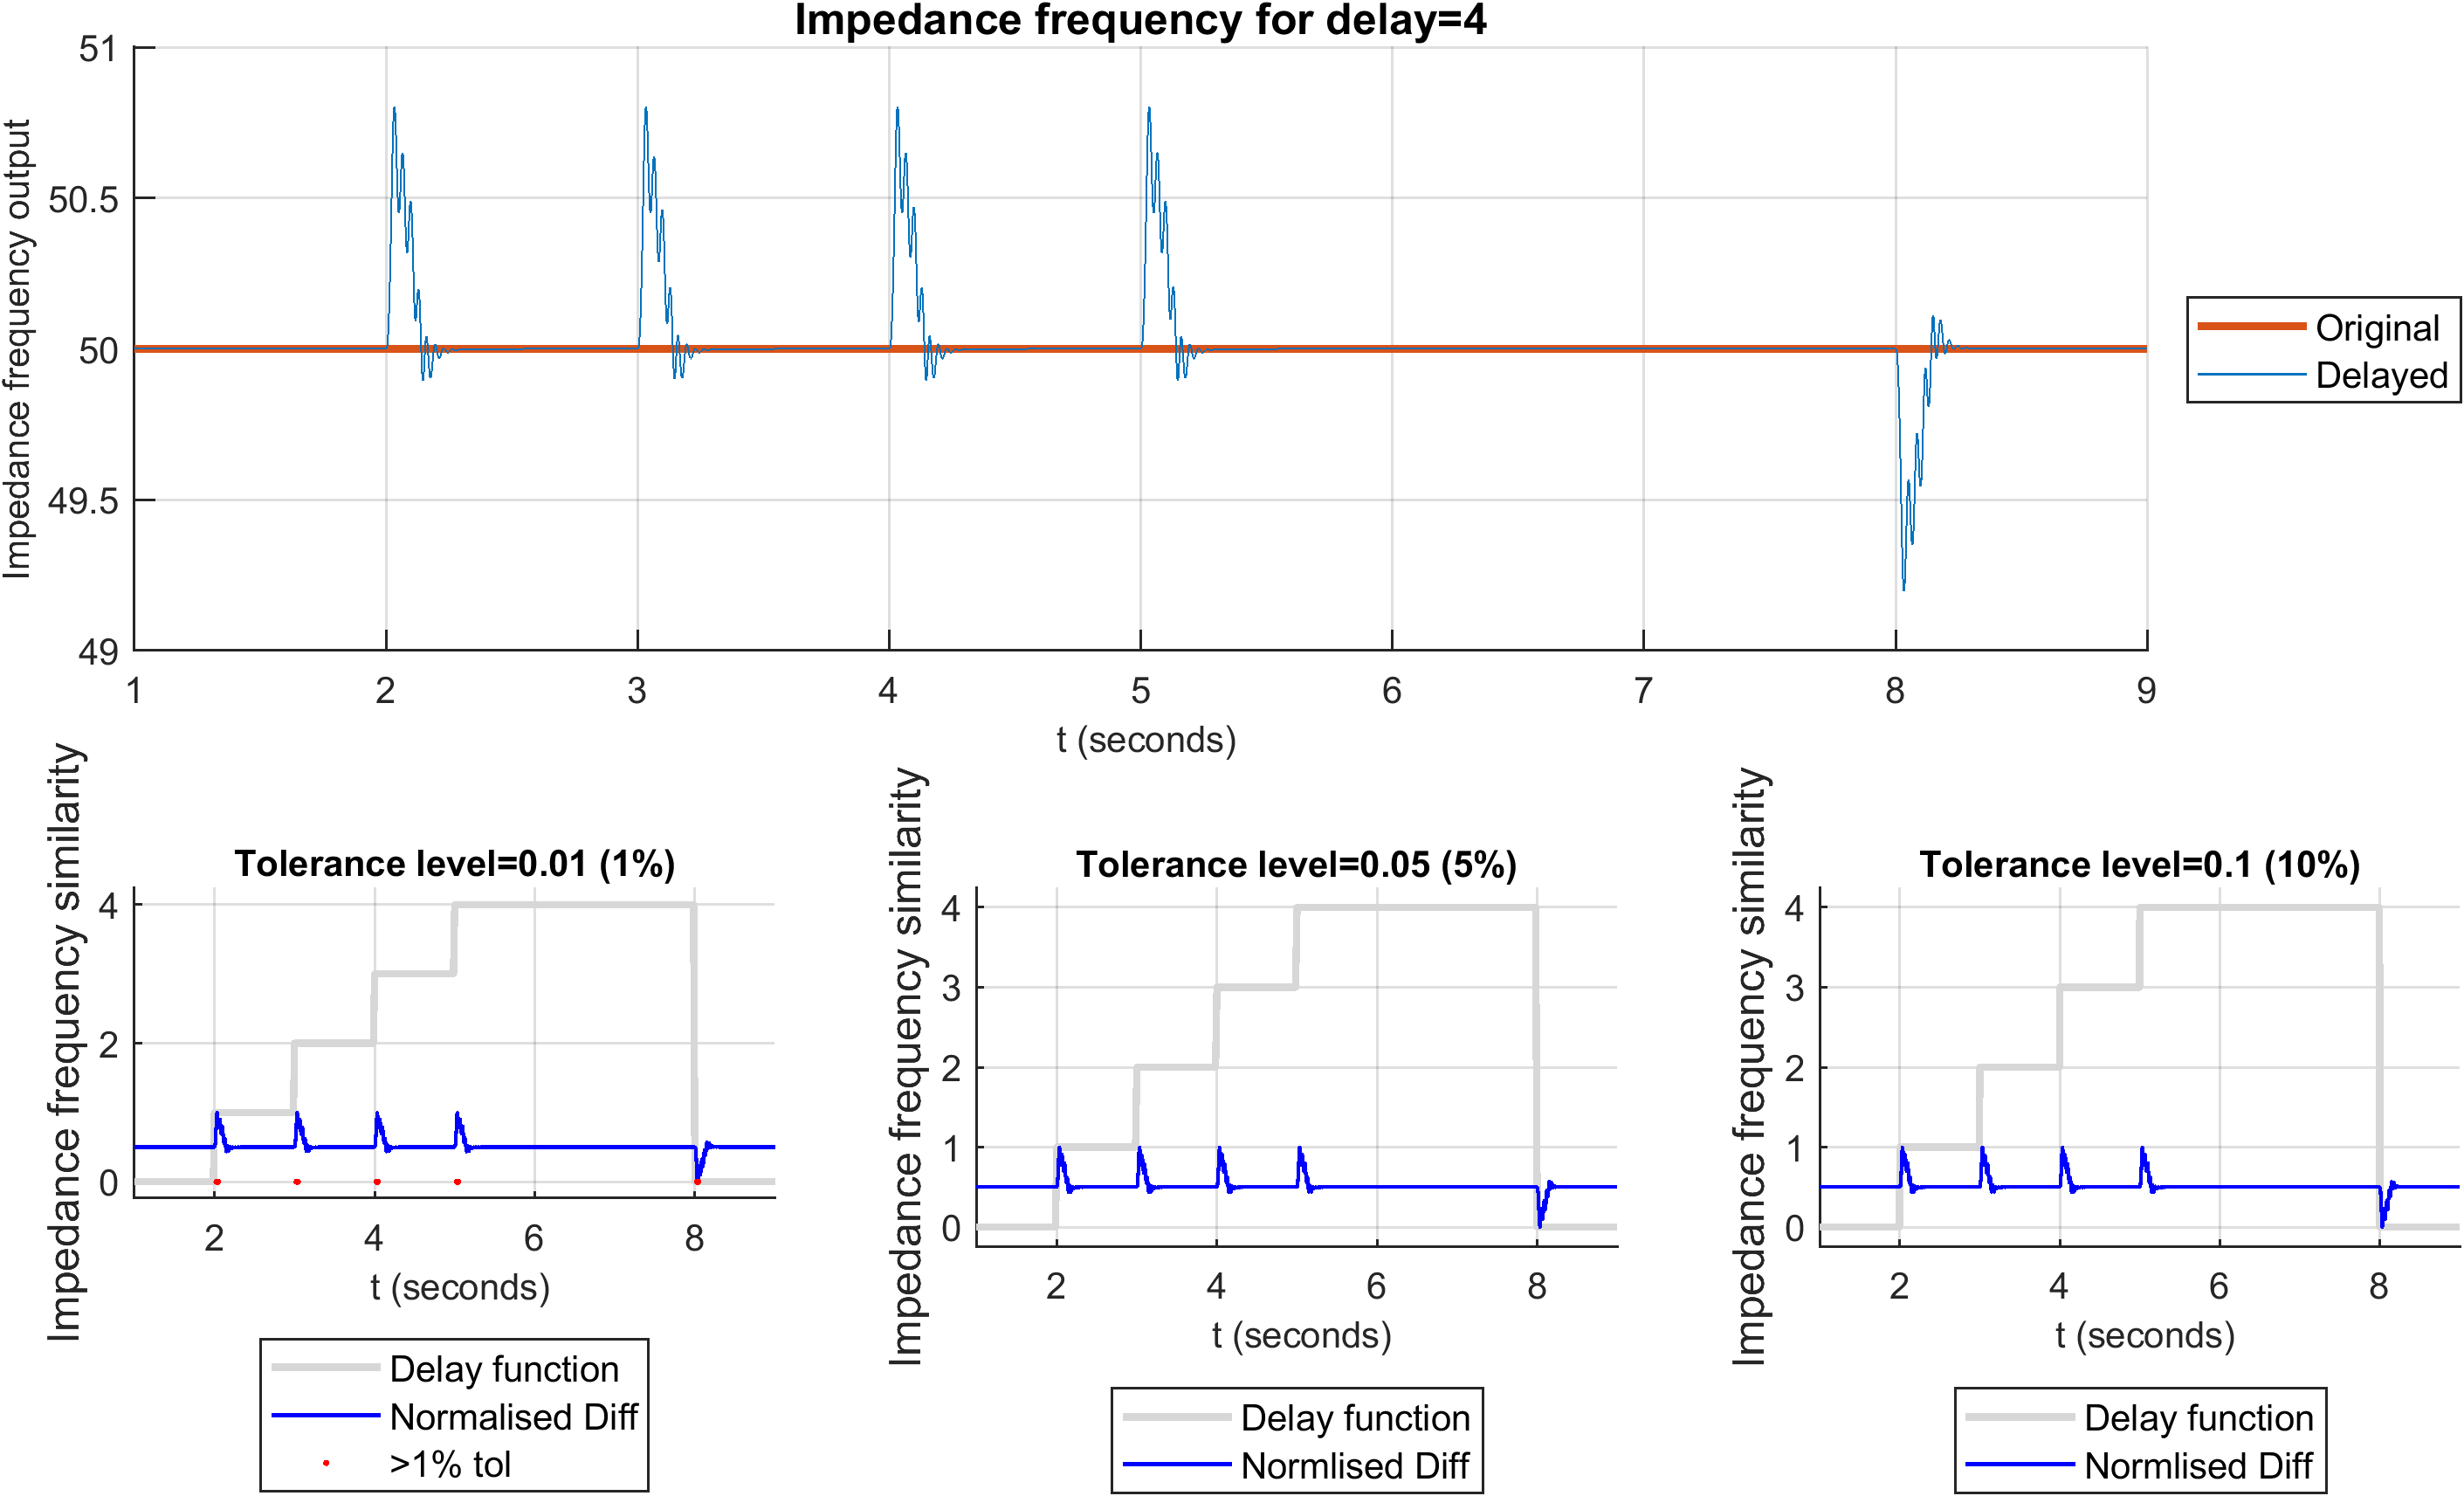 Impedance frequency for delay=4
Impedance frequency output
51
50.5
50
49.5
49
1 2 3 4 5 6 7 8 9
t (seconds)
Original
Delayed
Tolerance level=0.01 (1%)
Impedance frequency similarity
4
2
0
2 4 6 8
t (seconds)
Delay function
Normalised Diff
>1% tol
Tolerance level=0.05 (5%)
Impedance frequency similarity
4
3
2
1
0
2 4 6 8
t (seconds)
Delay function
Normlised Diff
Tolerance level=0.1 (10%)
Impedance frequency similarity
4
3
2
1
0
2 4 6 8
t (seconds)
Delay function
Normlised Diff